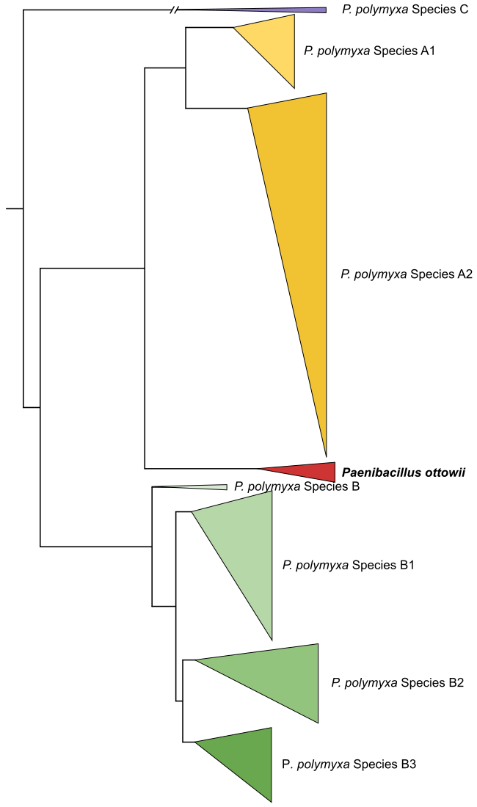 P. polymyxa Species C
P. polymyxa Species A1
P. polymyxa Species A2
Paenibacillus ottowii
P. polymyxa Species B
P. polymyxa Species B1
P. polymyxa Species B2
P. polymyxa Species B3